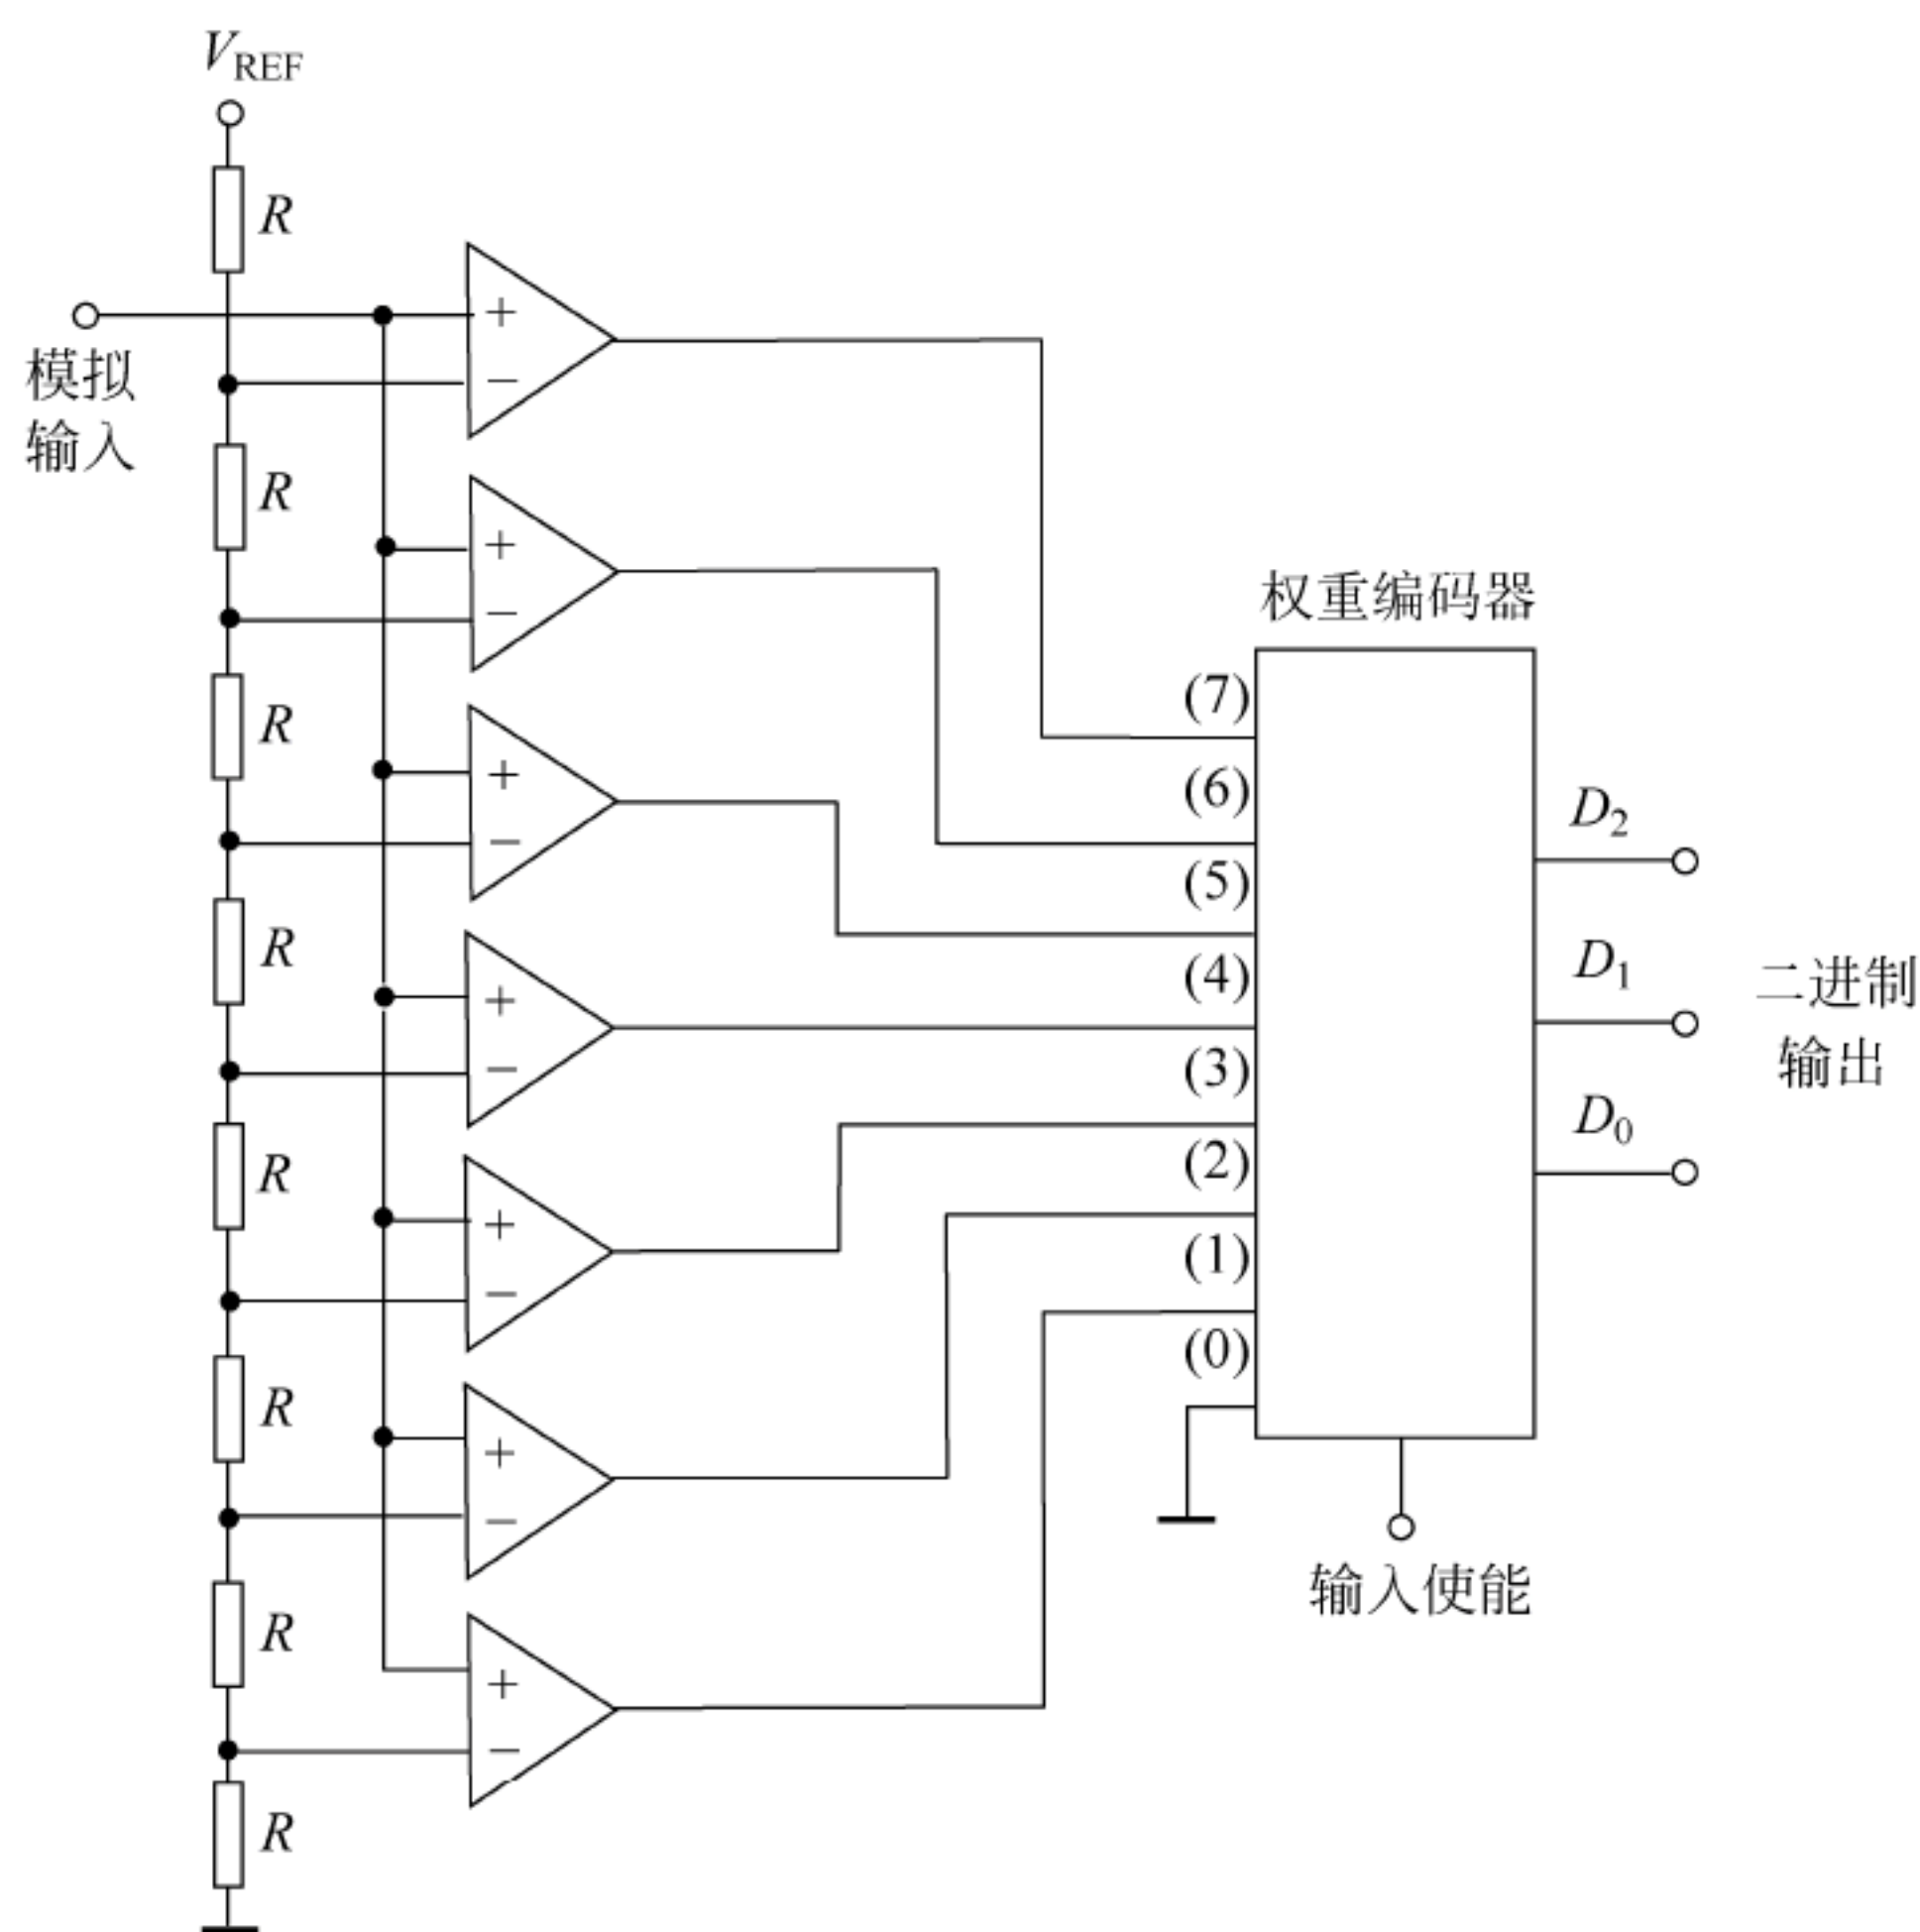 V_REF
R
+
模拟
输入
−
R
+
−
权重编码器
R
(7)
+
(6)
−
D_2
(5)
R
(4)
D_1
+
二进制
−
(3)
输出
D_0
R
(2)
+
(1)
−
(0)
R
+
−
输入使能
R
+
−
R